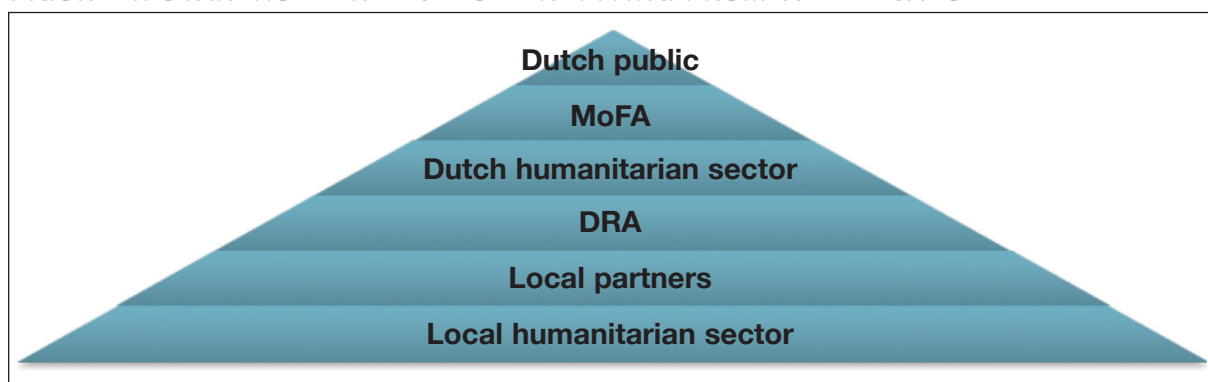 Dutch public
MoFA
Dutch humanitarian sector
DRA
Local partners
Local humanitarian sector